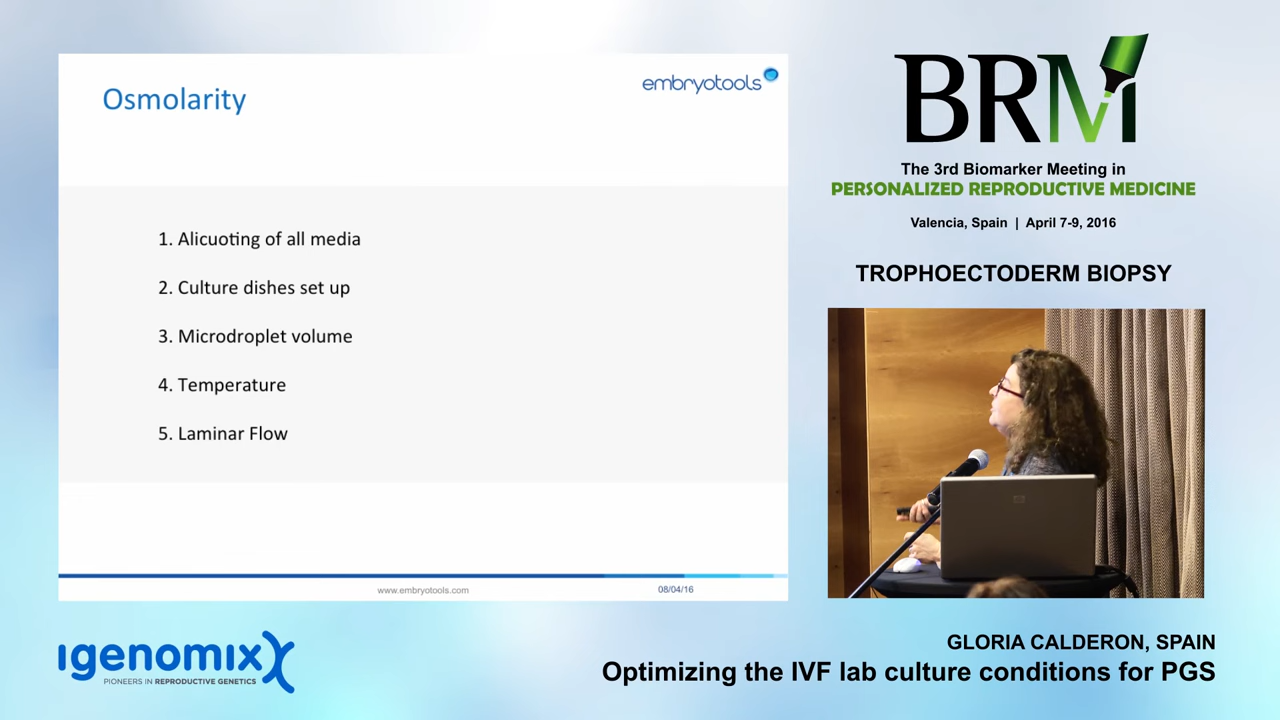 Osmolarity
embryotools
1. Alicuoting of all media
2. Culture dishes set up
3. Microdroplet volume
4. Temperature
5. Laminar Flow
www.embryotools.com
08/04/16
BRM
The 3rd Biomarker Meeting in
PERSONALIZED REPRODUCTIVE MEDICINE
Valencia, Spain | April 7-9, 2016
TROPHOECTODERM BIOPSY
igenomix
PIONEERS IN REPRODUCTIVE GENETICS
GLORIA CALDERON, SPAIN
Optimizing the IVF lab culture conditions for PGS